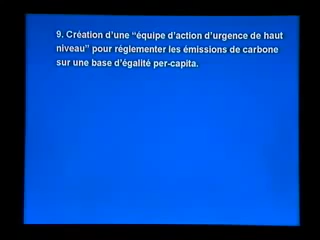 9. Création d'une “équipe d'action d'urgence de haut
niveau” pour réglementer les émissions de carbone
sur une base d'égalité per-capita.